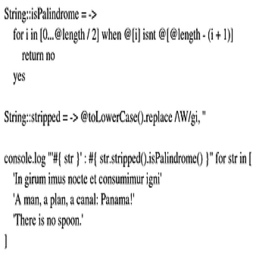 String::isPalindrome = ->
for i in [0...@length / 2] when @[i] isnt @[@length - (i + 1)]
return no
yes
String::stripped = -> @toLowerCase().replace /\W/gi, ''
console.log "'#{ str }' : #{ str.stripped().isPalindrome() }" for str in [
'In girum imus nocte et consumimur igni'
'A man, a plan, a canal: Panama!'
'There is no spoon.'
]